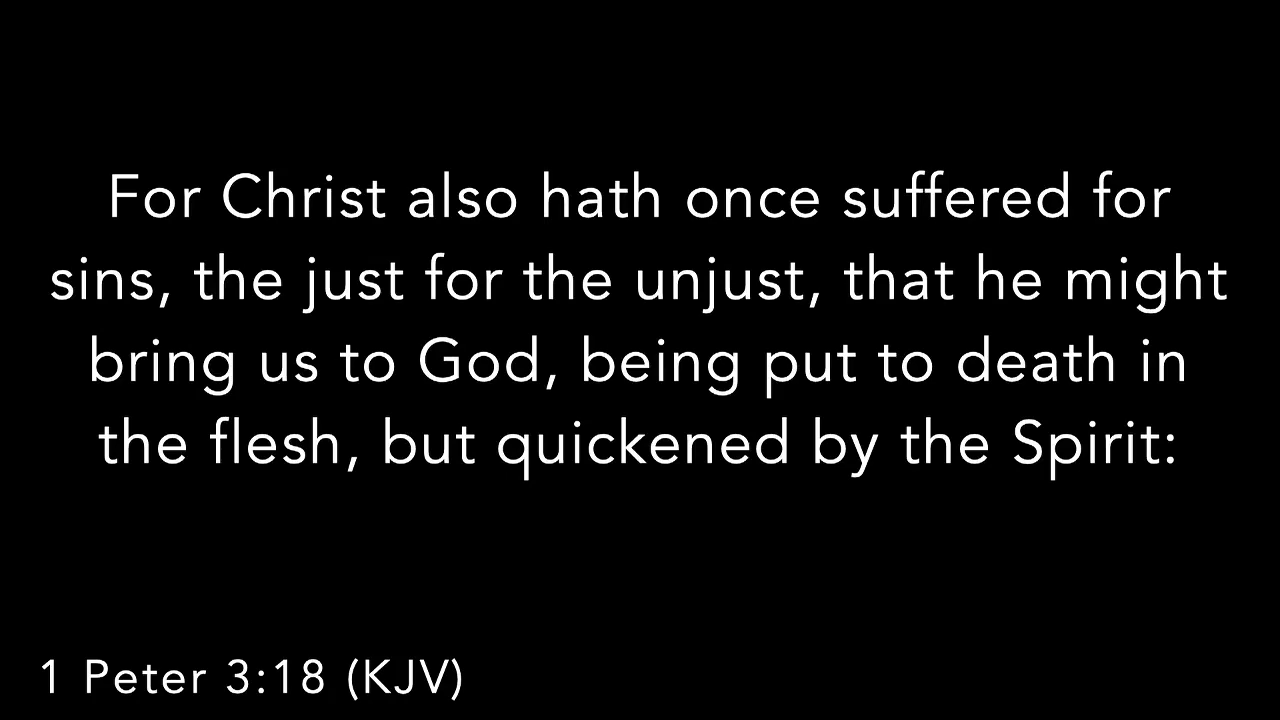 For Christ also hath once suffered for
sins, the just for the unjust, that he might
bring us to God, being put to death in
the flesh, but quickened by the Spirit:
1 Peter 3:18 (KJV)